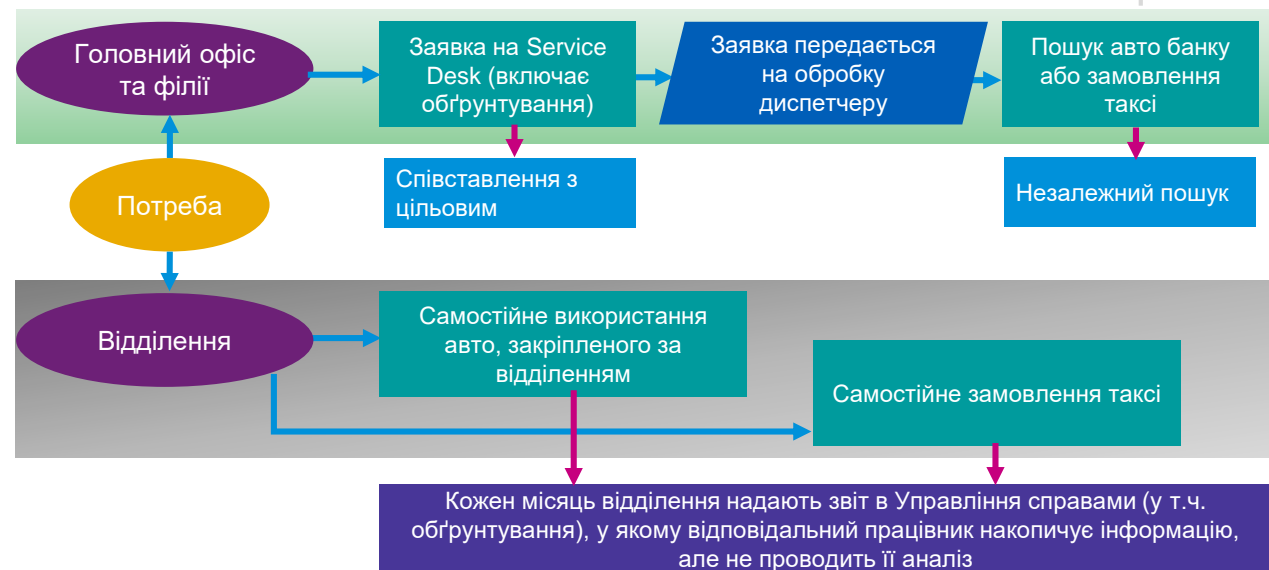 Головний офіс
та філії
Заявка на Service
Desk (включає
обґрунтування)
Заявка передається
на обробку
диспетчеру
Пошук авто банку
або замовлення
таксі
Співставлення з
цільовим
Незалежний пошук
Потреба
Відділення
Самостійне використання
авто, закріпленого за
відділенням
Самостійне замовлення таксі
Кожен місяць відділення надають звіт в Управління справами (у т.ч.
обґрунтування), у якому відповідальний працівник накопичує інформацію,
але не проводить її аналіз